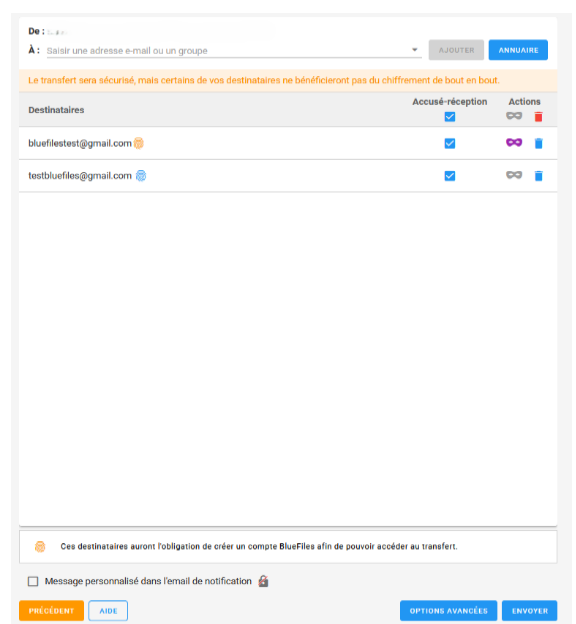 De :
À : Saisir une adresse e-mail ou un groupe AJOUTER ANNUAIRE
Le transfert sera sécurisé, mais certains de vos destinataires ne bénéficieront pas du chiffrement de bout en bout.
Destinataires Accusé-réception Actions
bluefilestest@gmail.com
testbluefiles@gmail.com
Ces destinataires auront l'obligation de créer un compte BlueFiles afin de pouvoir accéder au transfert.
Message personnalisé dans l'email de notification
PRÉCÉDENT AIDE OPTIONS AVANCÉES ENVOYER